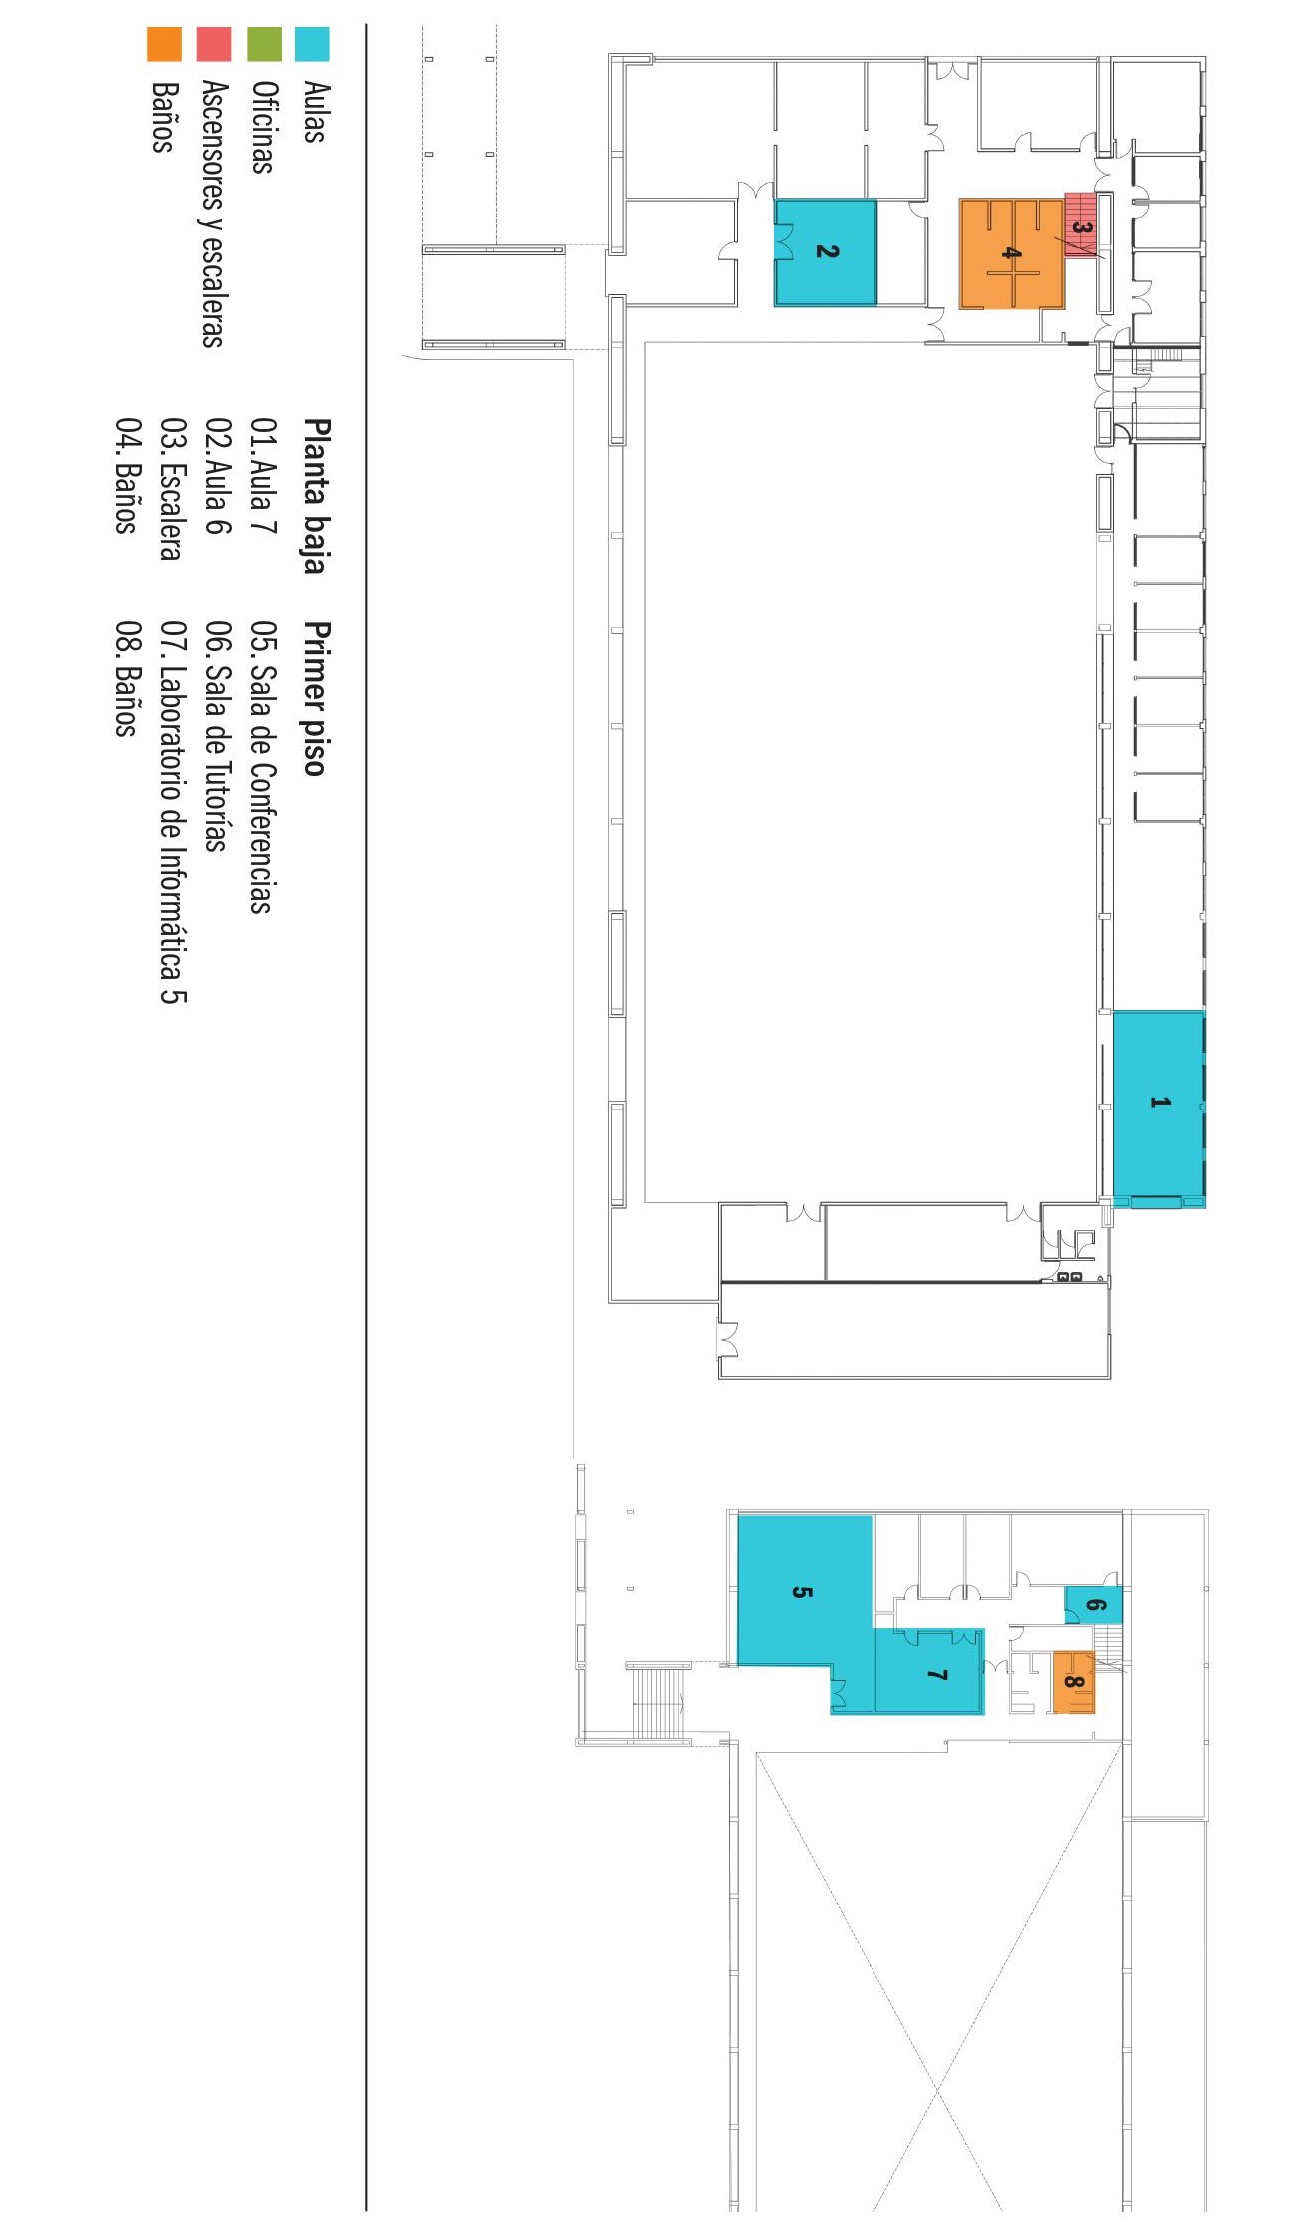 Aulas
Oficinas
Ascensores y escaleras
Baños
Planta baja
01. Aula 7
02. Aula 6
03. Escalera
04. Baños
Primer piso
05. Sala de Conferencias
06. Sala de Tutorías
07. Laboratorio de Informática 5
08. Baños
3
4
2
1
6
8
7
5